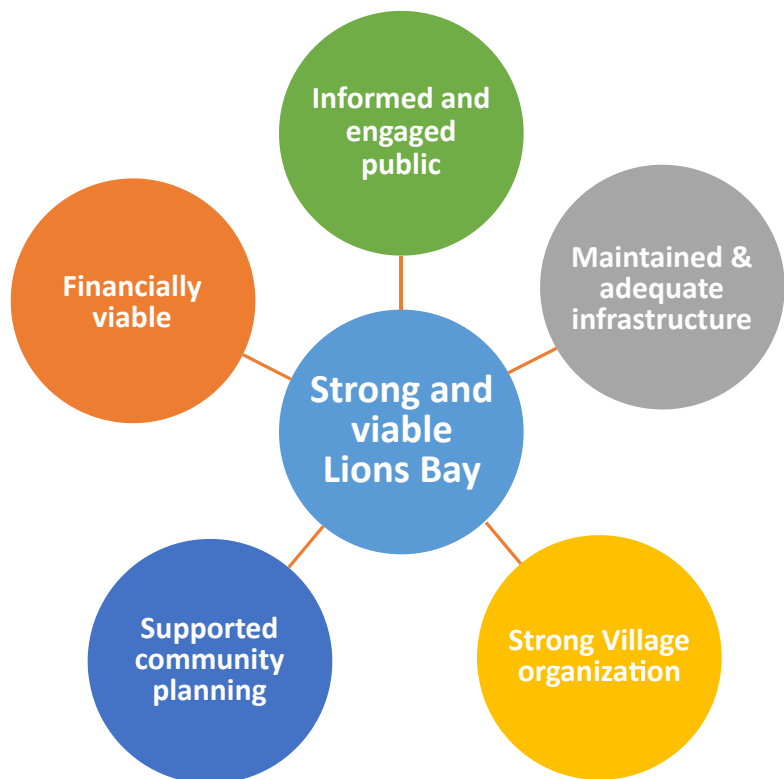 Informed and
engaged
public
Maintained &
adequate
infrastructure
Strong Village
organization
Supported
community
planning
Financially
viable
Strong and
viable
Lions Bay